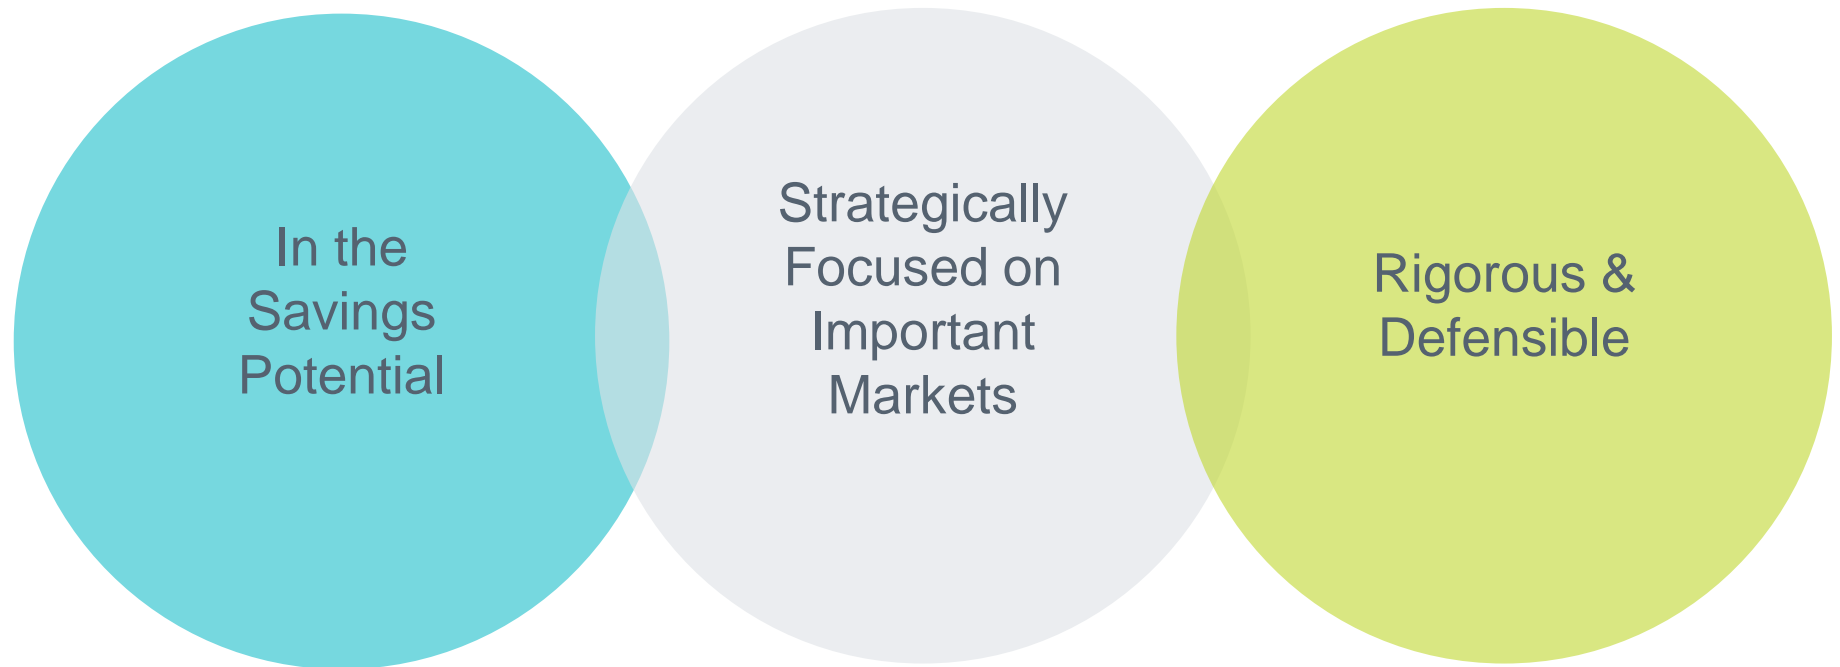 In the
Savings
Potential
Strategically
Focused on
Important
Markets
Rigorous &
Defensible